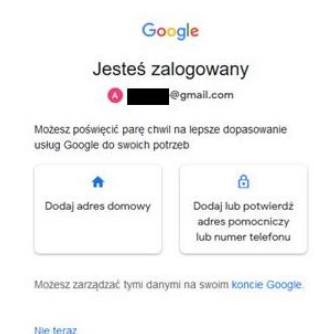 Google
Jesteś zalogowany
A @gmail.com
Możesz poświęcić parę chwil na lepsze dopasowanie
usług Google do swoich potrzeb
Dodaj adres domowy
Dodaj lub potwierdź
adres pomocniczy
lub numer telefonu
Możesz zarządzać tymi danymi na swoim koncie Google.
Nie teraz